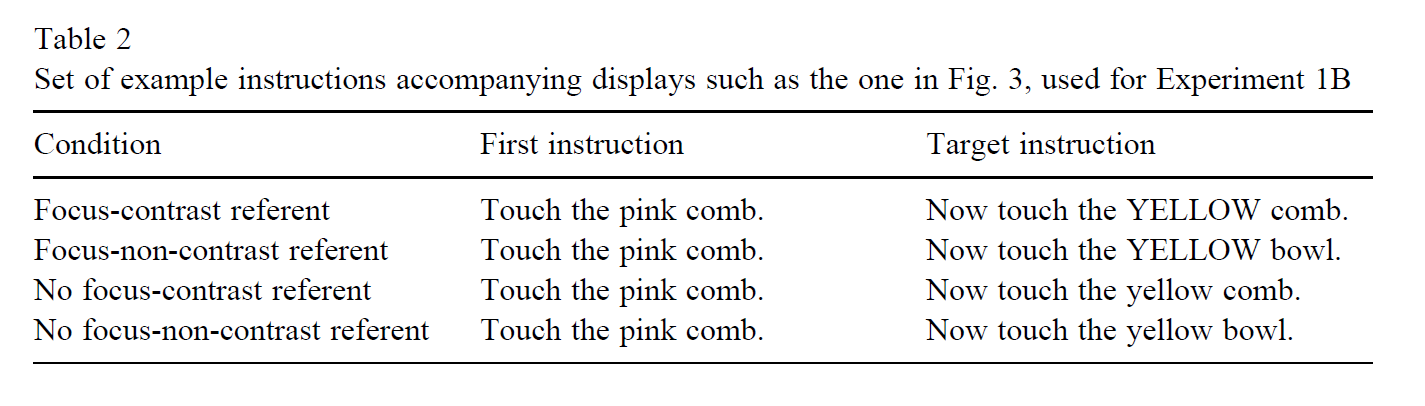 Table 2
Set of example instructions accompanying displays such as the one in Fig. 3, used for Experiment 1B
Condition First instruction Target instruction
Focus-contrast referent Touch the pink comb. Now touch the YELLOW comb.
Focus-non-contrast referent Touch the pink comb. Now touch the YELLOW bowl.
No focus-contrast referent Touch the pink comb. Now touch the yellow comb.
No focus-non-contrast referent Touch the pink comb. Now touch the yellow bowl.